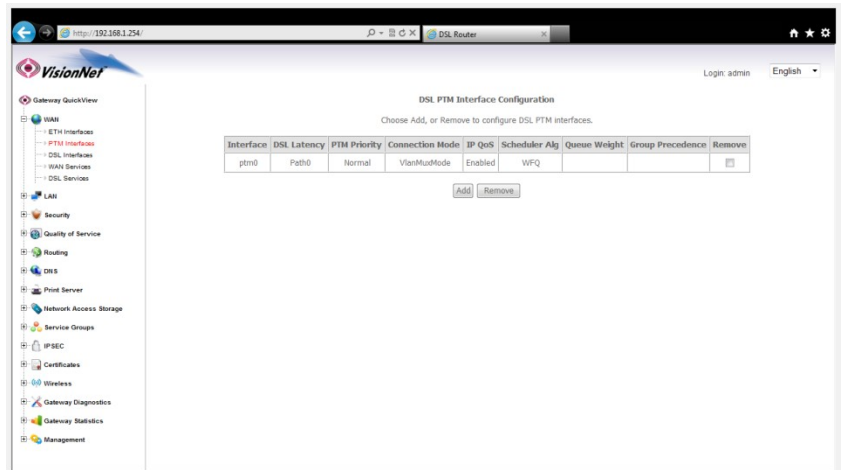 http://192.168.1.254/
DSL Router
VisionNet
Login: admin
English
Gateway QuickView
WAN
ETH Interfaces
PTM Interfaces
DSL Interfaces
WAN Services
DSL Services
LAN
Security
Quality of Service
Routing
DNS
Print Server
Network Access Storage
Service Groups
IPSEC
Certificates
Wireless
Gateway Diagnostics
Gateway Statistics
Management
DSL PTM Interface Configuration
Choose Add, or Remove to configure DSL PTM interfaces.
Interface DSL Latency PTM Priority Connection Mode IP QoS Scheduler Alg Queue Weight Group Precedence Remove
ptm0 Path0 Normal VlanMuxMode Enabled WFQ
Add Remove